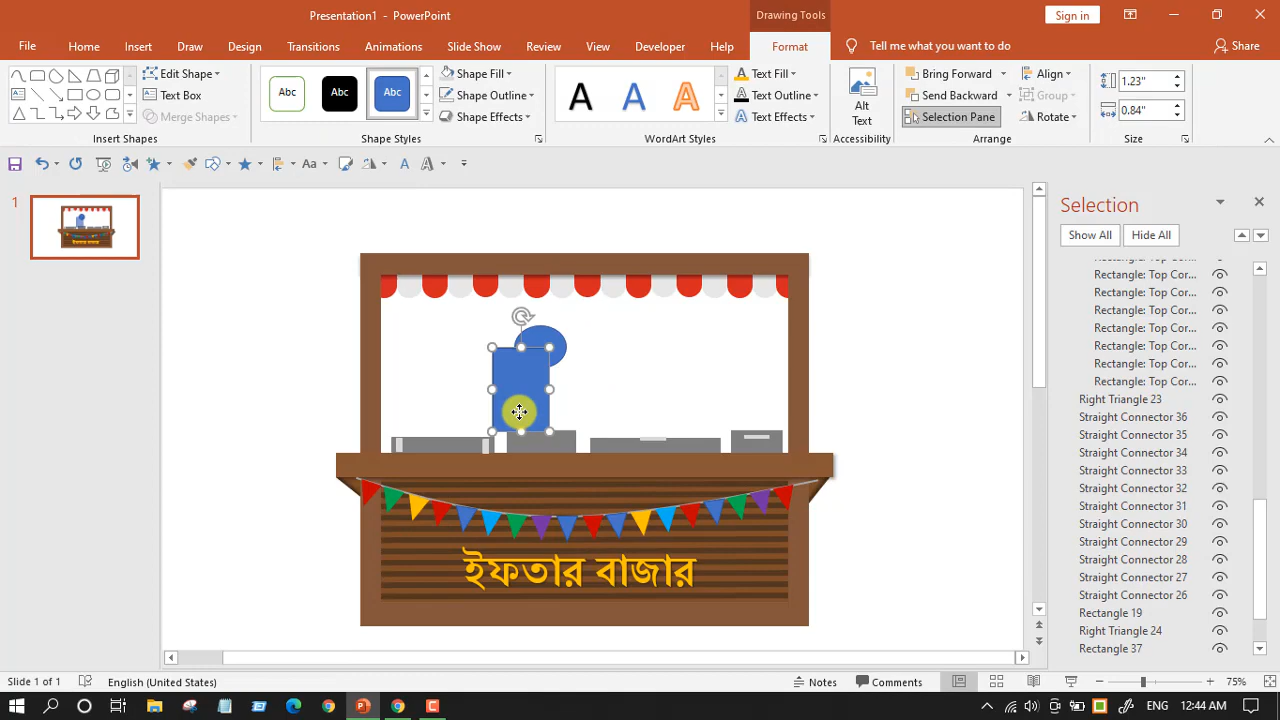 Presentation1 - PowerPoint
Drawing Tools
Sign in
File
Home
Insert
Draw
Design
Transitions
Animations
Slide Show
Review
View
Developer
Help
Format
Tell me what you want to do
Share
Edit Shape
Text Box
Merge Shapes
Insert Shapes
Abc
Abc
Abc
Shape Fill
Shape Outline
Shape Effects
Shape Styles
A
A
A
Text Fill
Text Outline
Text Effects
WordArt Styles
Alt Text
Accessibility
Bring Forward
Send Backward
Selection Pane
Align
Group
Rotate
Arrange
1.23"
0.84"
Size
Aa
A
A
1
ইফতার বাজার
Selection
Show All
Hide All
Rectangle: Top Cor...
Rectangle: Top Cor...
Rectangle: Top Cor...
Rectangle: Top Cor...
Rectangle: Top Cor...
Rectangle: Top Cor...
Rectangle: Top Cor...
Right Triangle 23
Straight Connector 36
Straight Connector 35
Straight Connector 34
Straight Connector 33
Straight Connector 32
Straight Connector 31
Straight Connector 30
Straight Connector 29
Straight Connector 28
Straight Connector 27
Straight Connector 26
Rectangle 19
Right Triangle 24
Rectangle 37
Slide 1 of 1
English (United States)
Notes
Comments
75%
ENG
12:44 AM